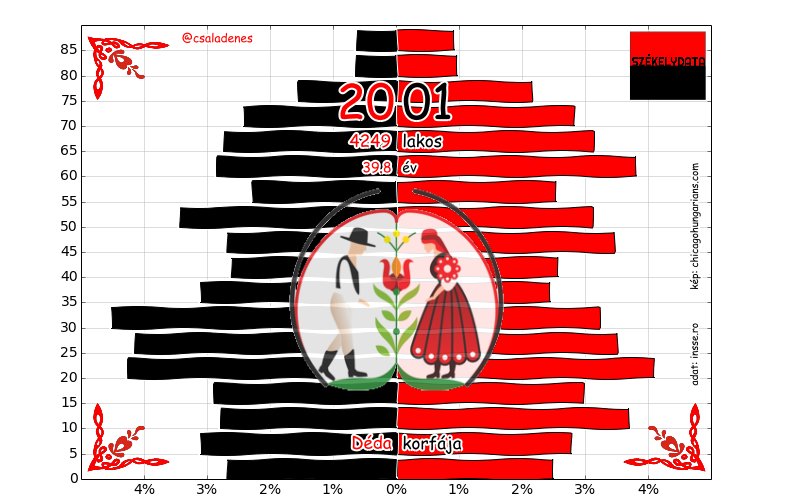 @csaladenes
SZÉKELYDATA
2001
4249 lakos
39.8 év
kép: chicagohungarians.com
adat: insse.ro
Déda korfája
85
80
75
70
65
60
55
50
45
40
35
30
25
20
15
10
5
0
4% 3% 2% 1% 0% 1% 2% 3% 4%